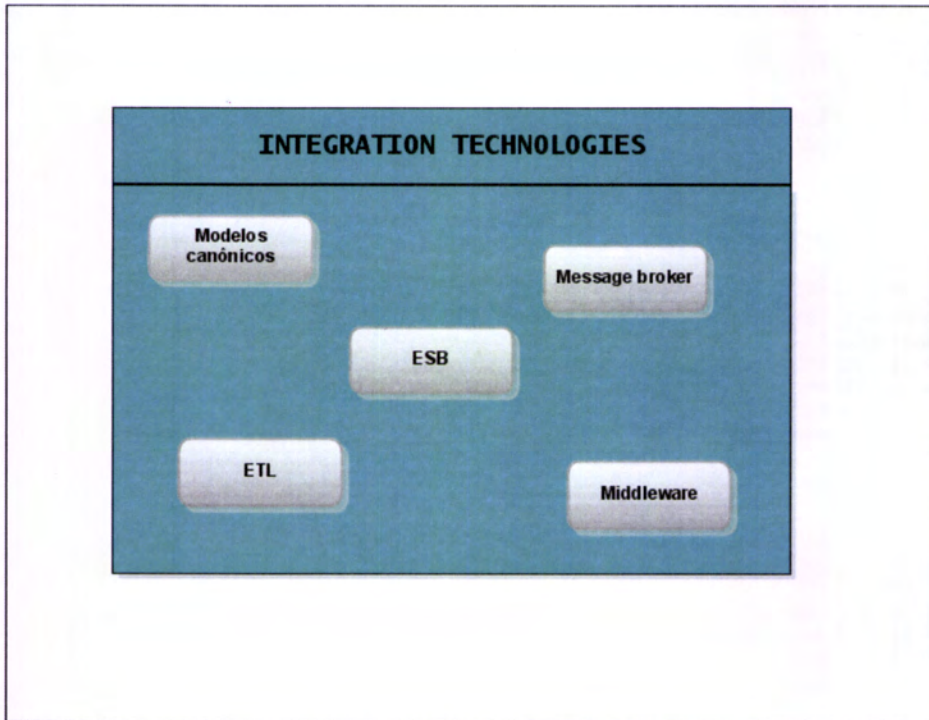 INTEGRATION TECHNOLOGIES
Modelos
canónicos
Message broker
ESB
ETL
Middleware